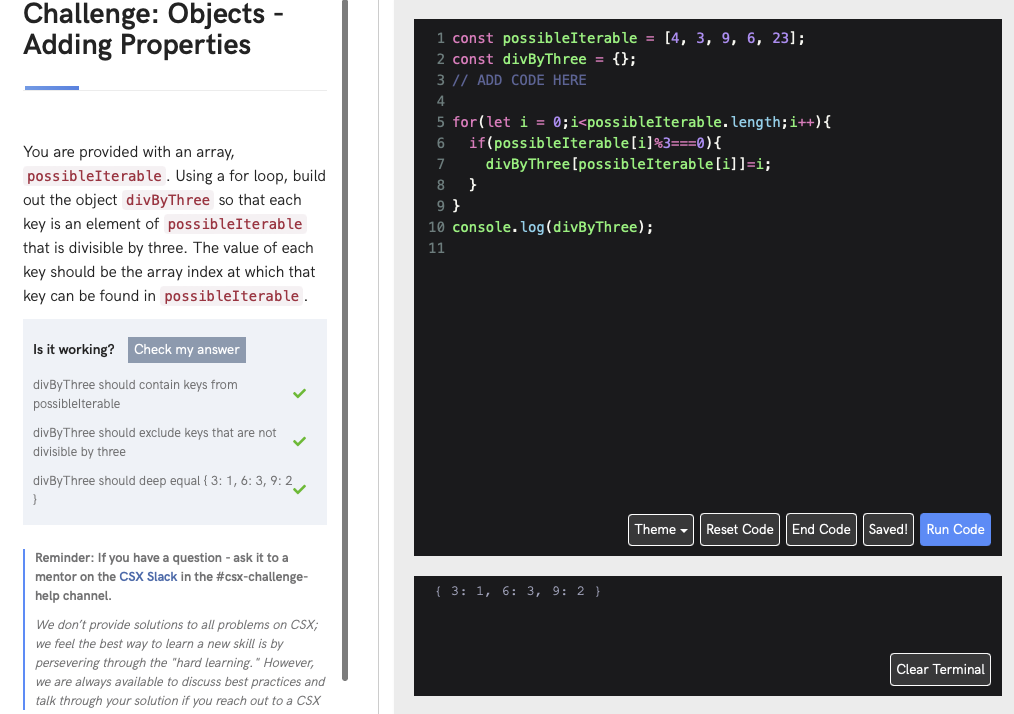 Challenge: Objects -
Adding Properties
You are provided with an array,
possibleIterable. Using a for loop, build
out the object divByThree so that each
key is an element of possibleIterable
that is divisible by three. The value of each
key should be the array index at which that
key can be found in possibleIterable.
Is it working? Check my answer
divByThree should contain keys from
possibleIterable
divByThree should exclude keys that are not
divisible by three
divByThree should deep equal { 3: 1, 6: 3, 9: 2
}
Reminder: If you have a question - ask it to a
mentor on the CSX Slack in the #csx-challenge-
help channel.
We don’t provide solutions to all problems on CSX;
we feel the best way to learn a new skill is by
persevering through the "hard learning." However,
we are always available to discuss best practices and
talk through your solution if you reach out to a CSX
1 const possibleIterable = [4, 3, 9, 6, 23];
2 const divByThree = {};
3 // ADD CODE HERE
4
5 for(let i = 0;i<possibleIterable.length;i++){
6   if(possibleIterable[i]%3===0){
7     divByThree[possibleIterable[i]]=i;
8   }
9 }
10 console.log(divByThree);
11
Theme Reset Code End Code Saved! Run Code
{ 3: 1, 6: 3, 9: 2 }
Clear Terminal